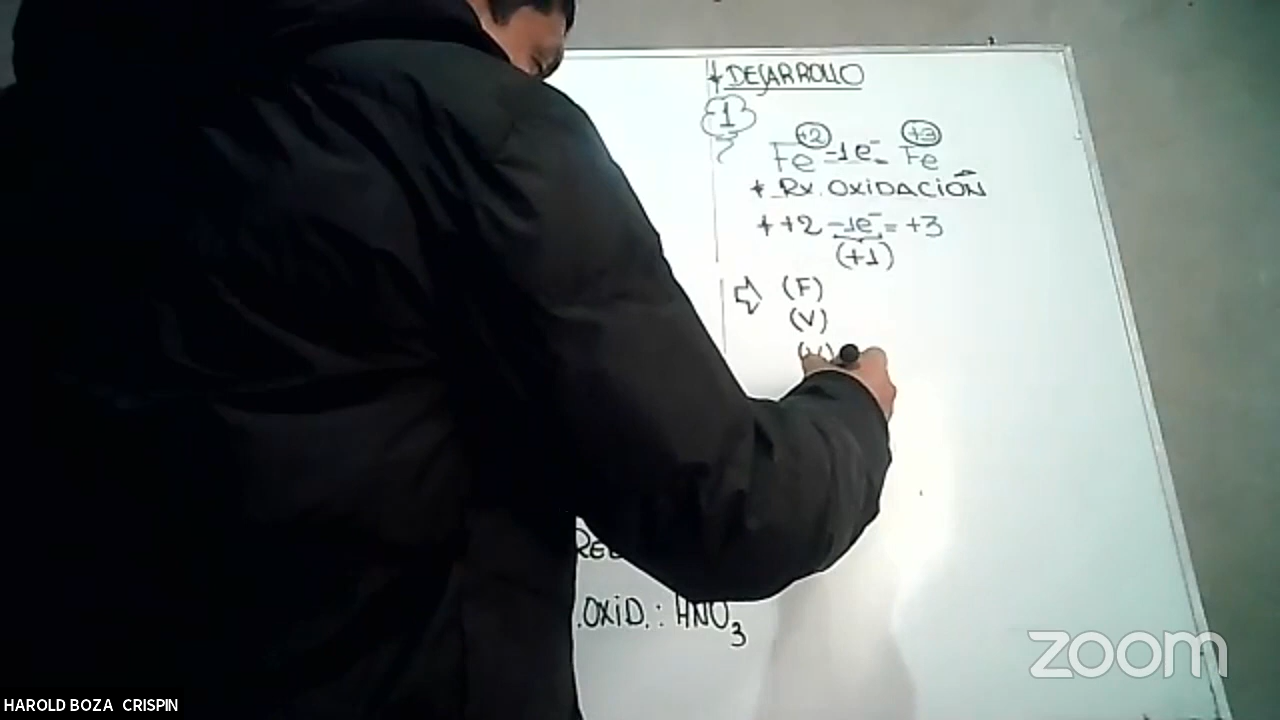 + DESARROLLO
1
+2 +3
Fe -1e⁻ = Fe
* Rx. OXIDACIÓN
+ +2 -1e⁻ = +3
(+1)
⇨ (F)
(V)
.OXID.: HNO₃
zoom
HAROLD BOZA CRISPIN